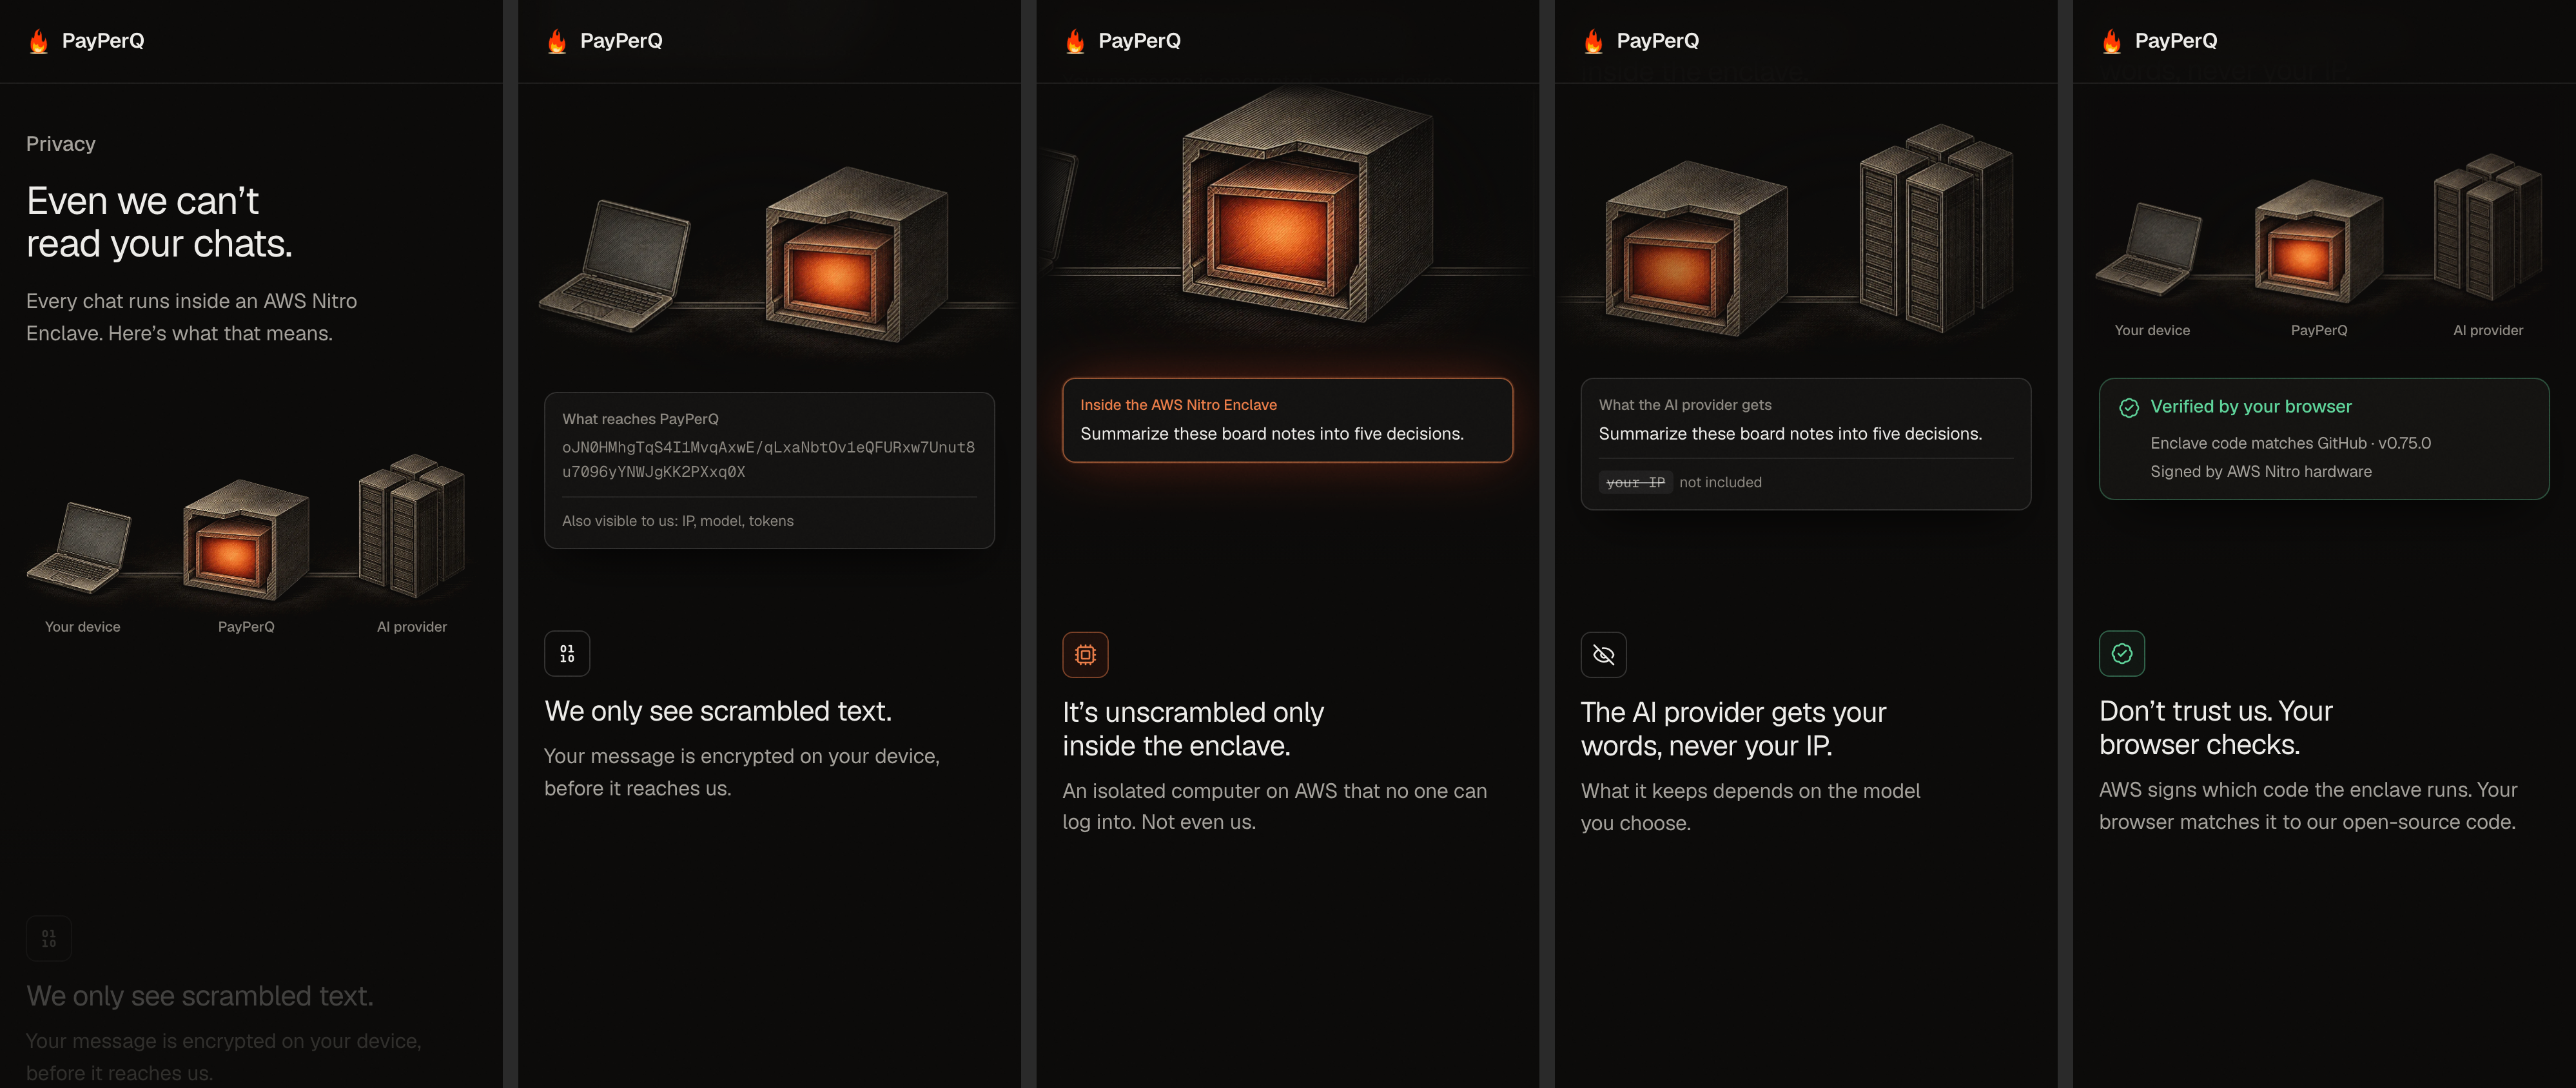 PayPerQ
Privacy
Even we can't
read your chats.
Every chat runs inside an AWS Nitro
Enclave. Here's what that means.
Your device
PayPerQ
AI provider
01
10
We only see scrambled text.
Your message is encrypted on your device,
before it reaches us.
PayPerQ
What reaches PayPerQ
oJN0HMhgTqS4I1MvqAxwE/qLxaNbtOv1eQFURxw7Unut8
u7096yYNWJgKK2PXxq0X
Also visible to us: IP, model, tokens
01
10
We only see scrambled text.
Your message is encrypted on your device,
before it reaches us.
PayPerQ
Inside the AWS Nitro Enclave
Summarize these board notes into five decisions.
It's unscrambled only
inside the enclave.
An isolated computer on AWS that no one can
log into. Not even us.
PayPerQ
inside the enclave.
What the AI provider gets
Summarize these board notes into five decisions.
your IP not included
The AI provider gets your
words, never your IP.
What it keeps depends on the model
you choose.
PayPerQ
words, never your IP.
Your device
PayPerQ
AI provider
Verified by your browser
Enclave code matches GitHub · v0.75.0
Signed by AWS Nitro hardware
Don't trust us. Your
browser checks.
AWS signs which code the enclave runs. Your
browser matches it to our open-source code.